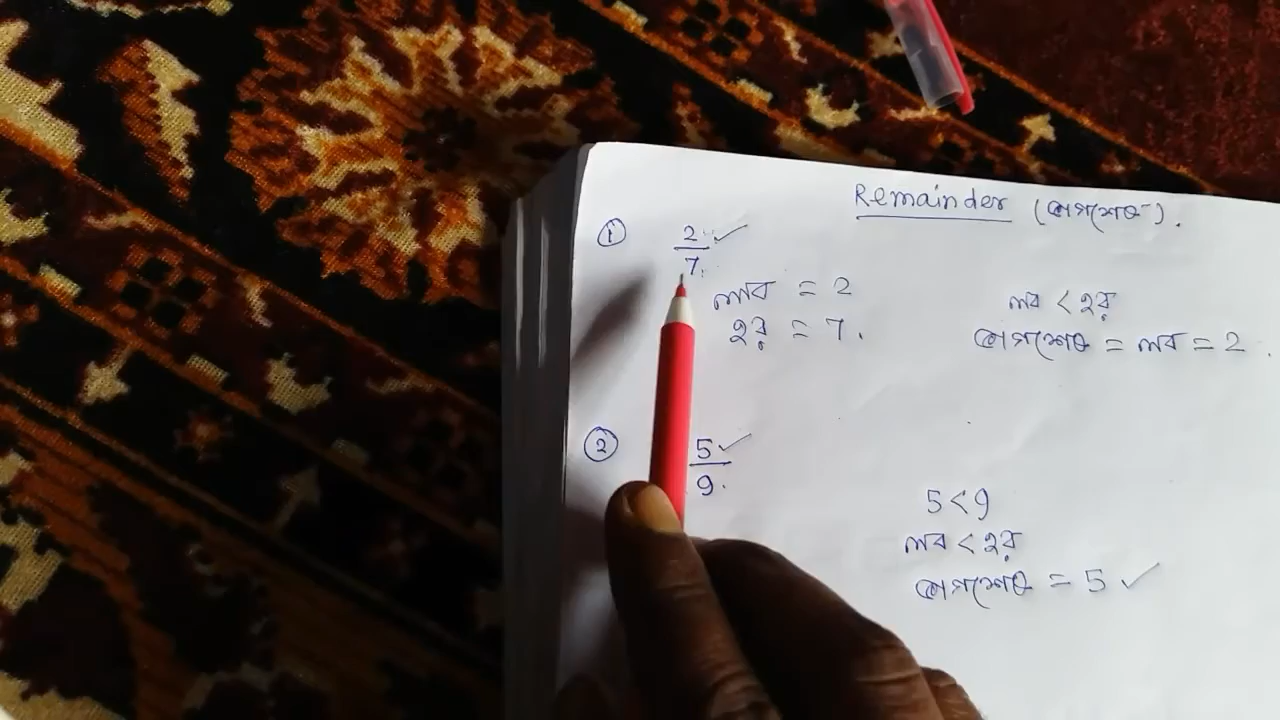 Remainder (ভাগশেষ).
① 2/7 ✓
লব = 2
হর = 7.
লব < হর
ভাগশেষ = লব = 2.
② 5/9. ✓
5 < 9
লব < হর
ভাগশেষ = 5 ✓